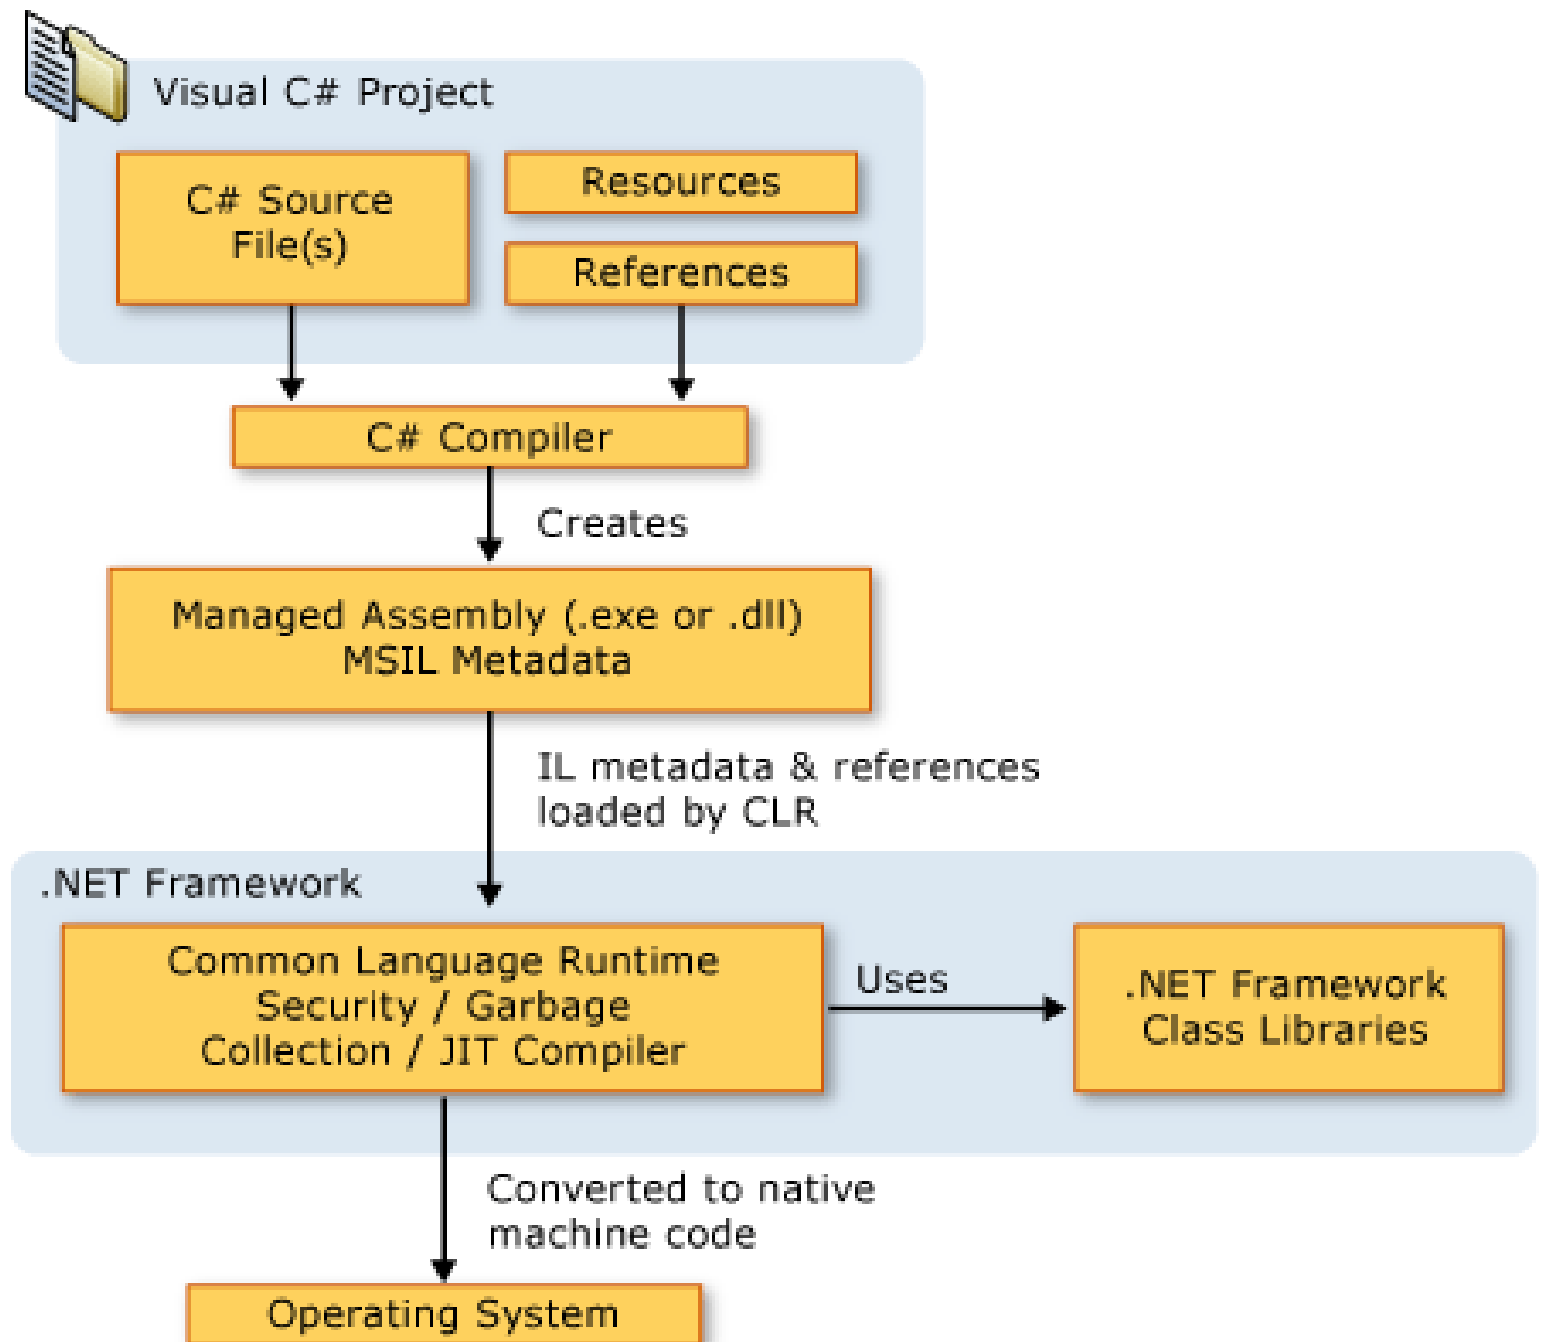 Visual C# Project
C# Source
File(s)
Resources
References
C# Compiler
Creates
Managed Assembly (.exe or .dll)
MSIL Metadata
IL metadata & references
loaded by CLR
.NET Framework
Common Language Runtime
Security / Garbage
Collection / JIT Compiler
Uses
.NET Framework
Class Libraries
Converted to native
machine code
Operating System